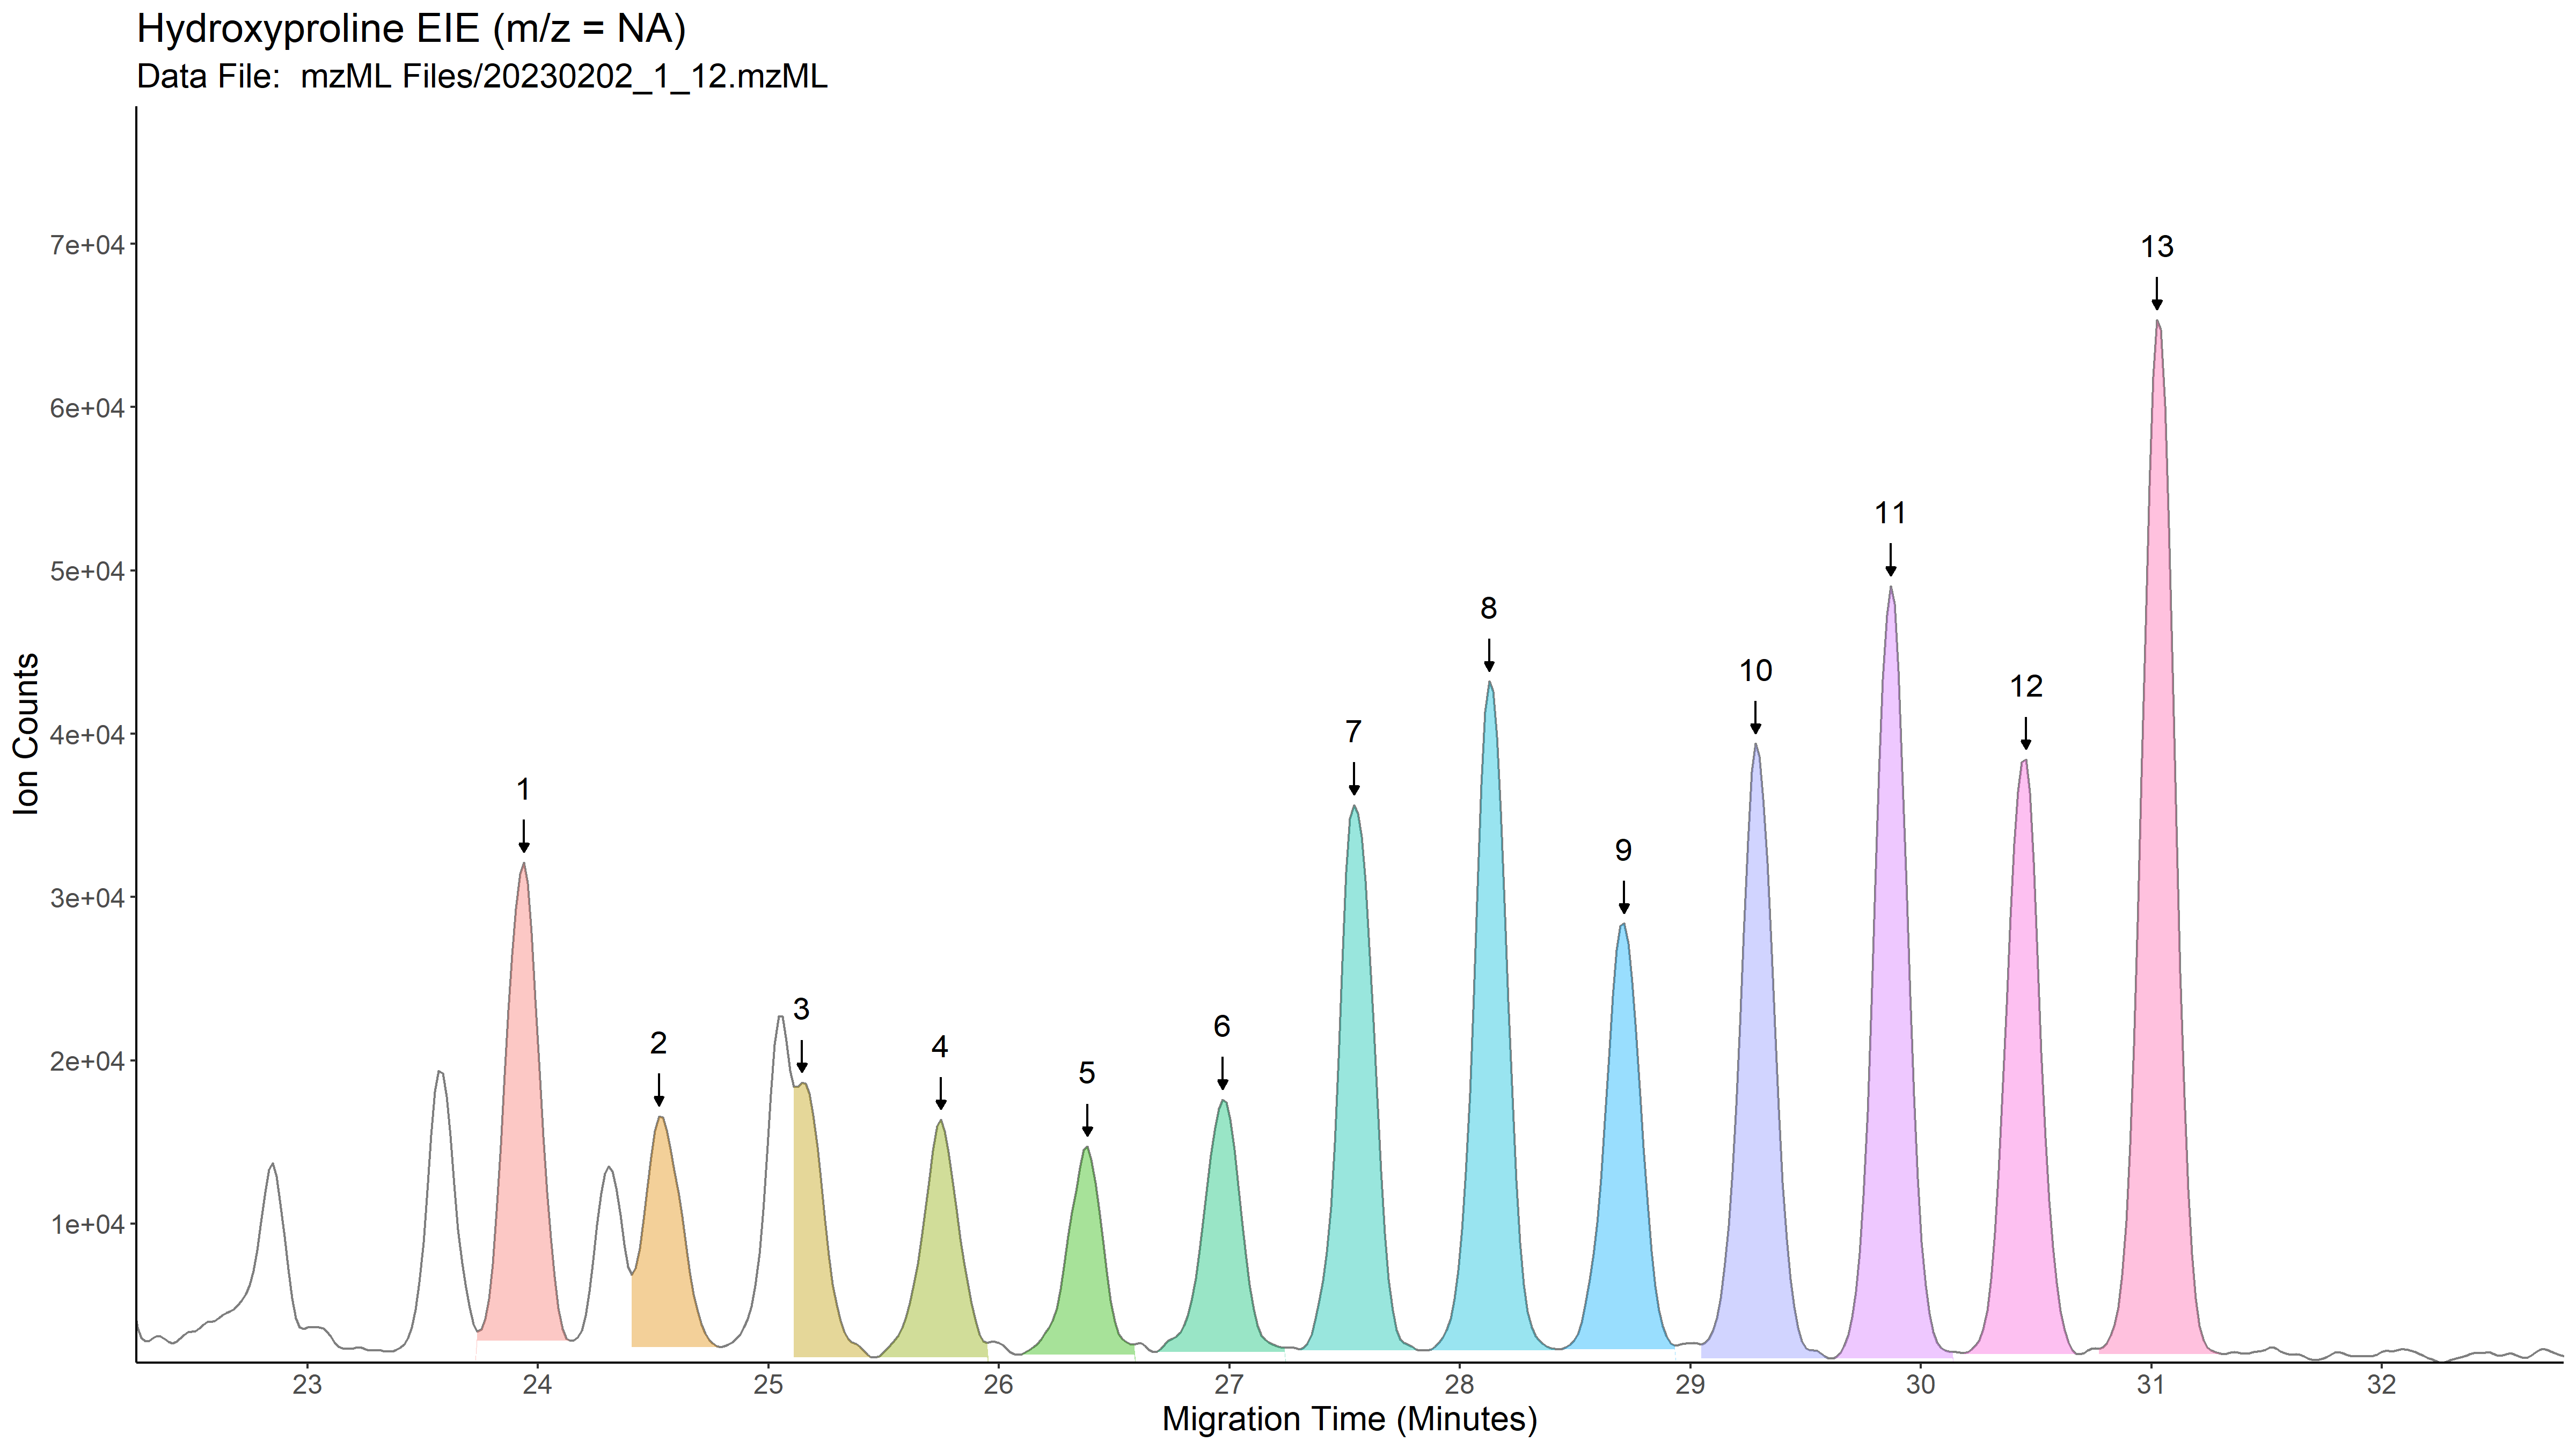 Hydroxyproline EIE (m/z = NA)
Data File:  mzML Files/20230202_1_12.mzML
7e+04
6e+04
5e+04
4e+04
3e+04
2e+04
1e+04
Ion Counts
1
2
3
4
5
6
7
8
9
10
11
12
13
23
24
25
26
27
28
29
30
31
32
Migration Time (Minutes)